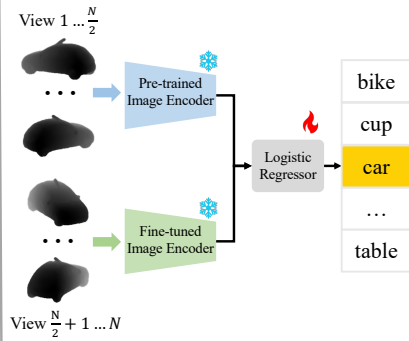 View 1 … N/2
• • •
Pre-trained
Image Encoder
Logistic
Regressor
bike
cup
car
…
table
• • •
Fine-tuned
Image Encoder
View N/2 + 1 … N